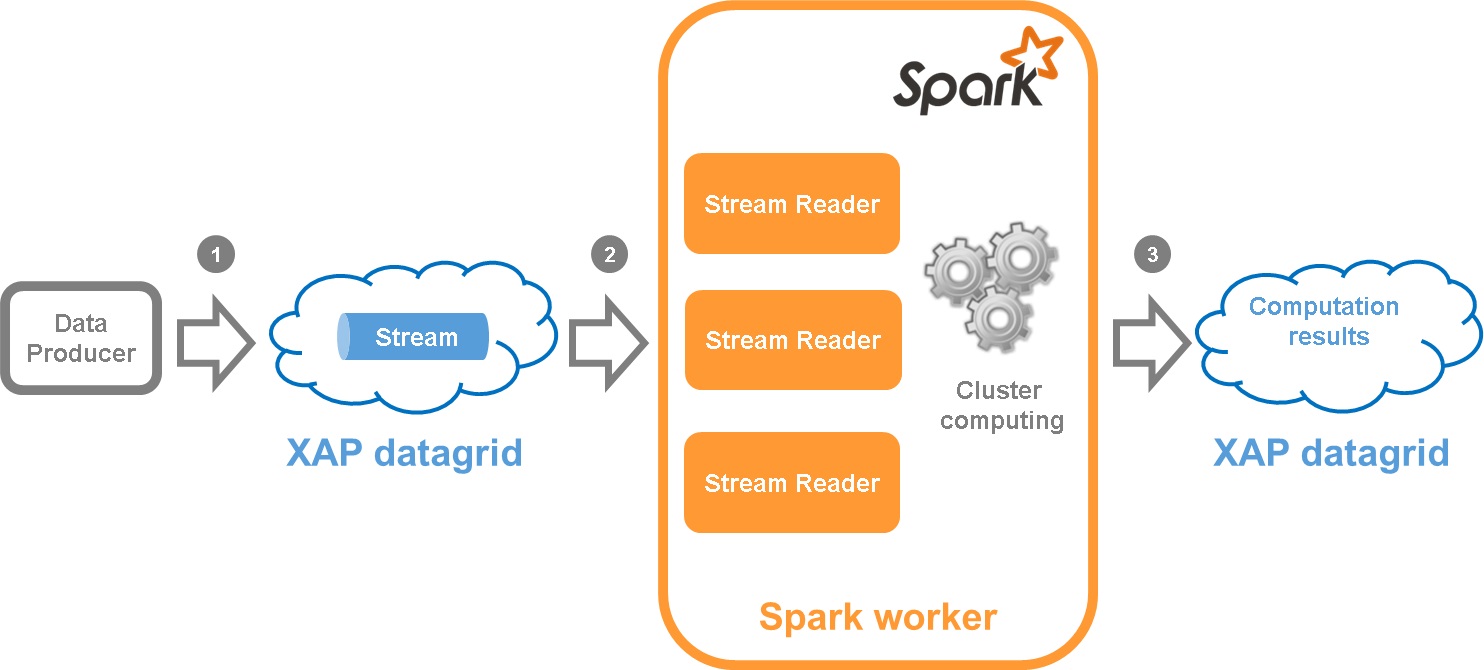 Spark
Stream Reader
1
2
3
Data
Producer
Stream
Stream Reader
Computation
results
Cluster
computing
XAP datagrid
XAP datagrid
Stream Reader
Spark worker